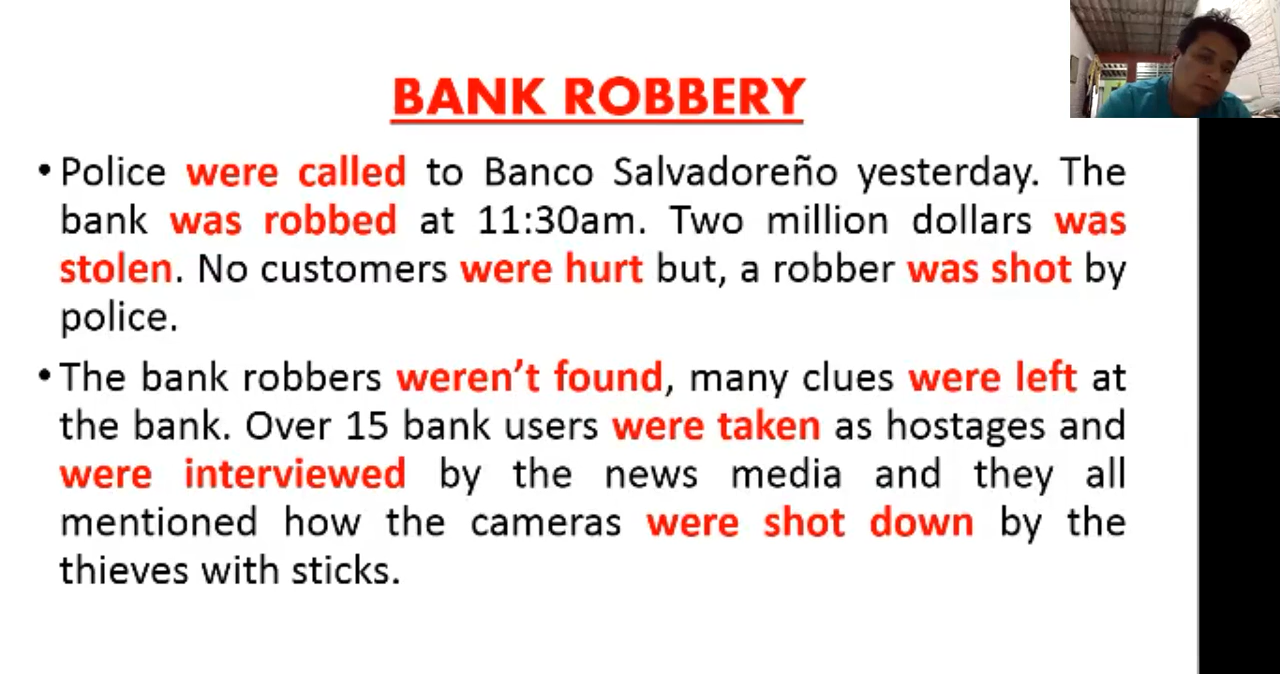 BANK ROBBERY
• Police were called to Banco Salvadoreño yesterday. The
bank was robbed at 11:30am. Two million dollars was
stolen. No customers were hurt but, a robber was shot by
police.
• The bank robbers weren’t found, many clues were left at
the bank. Over 15 bank users were taken as hostages and
were interviewed by the news media and they all
mentioned how the cameras were shot down by the
thieves with sticks.